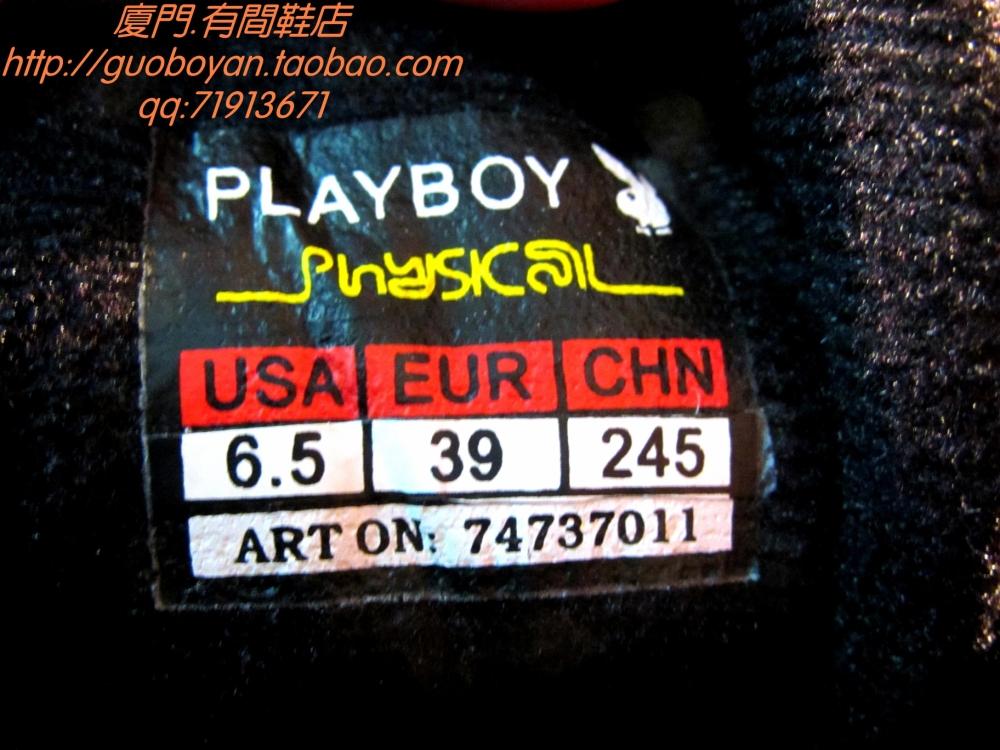 廈門.有間鞋店
http://guoboyan.taobao.com
qq:71913671
PLAYBOY
PhysICaL
USA EUR CHN
6.5 39 245
ART ON: 74737011